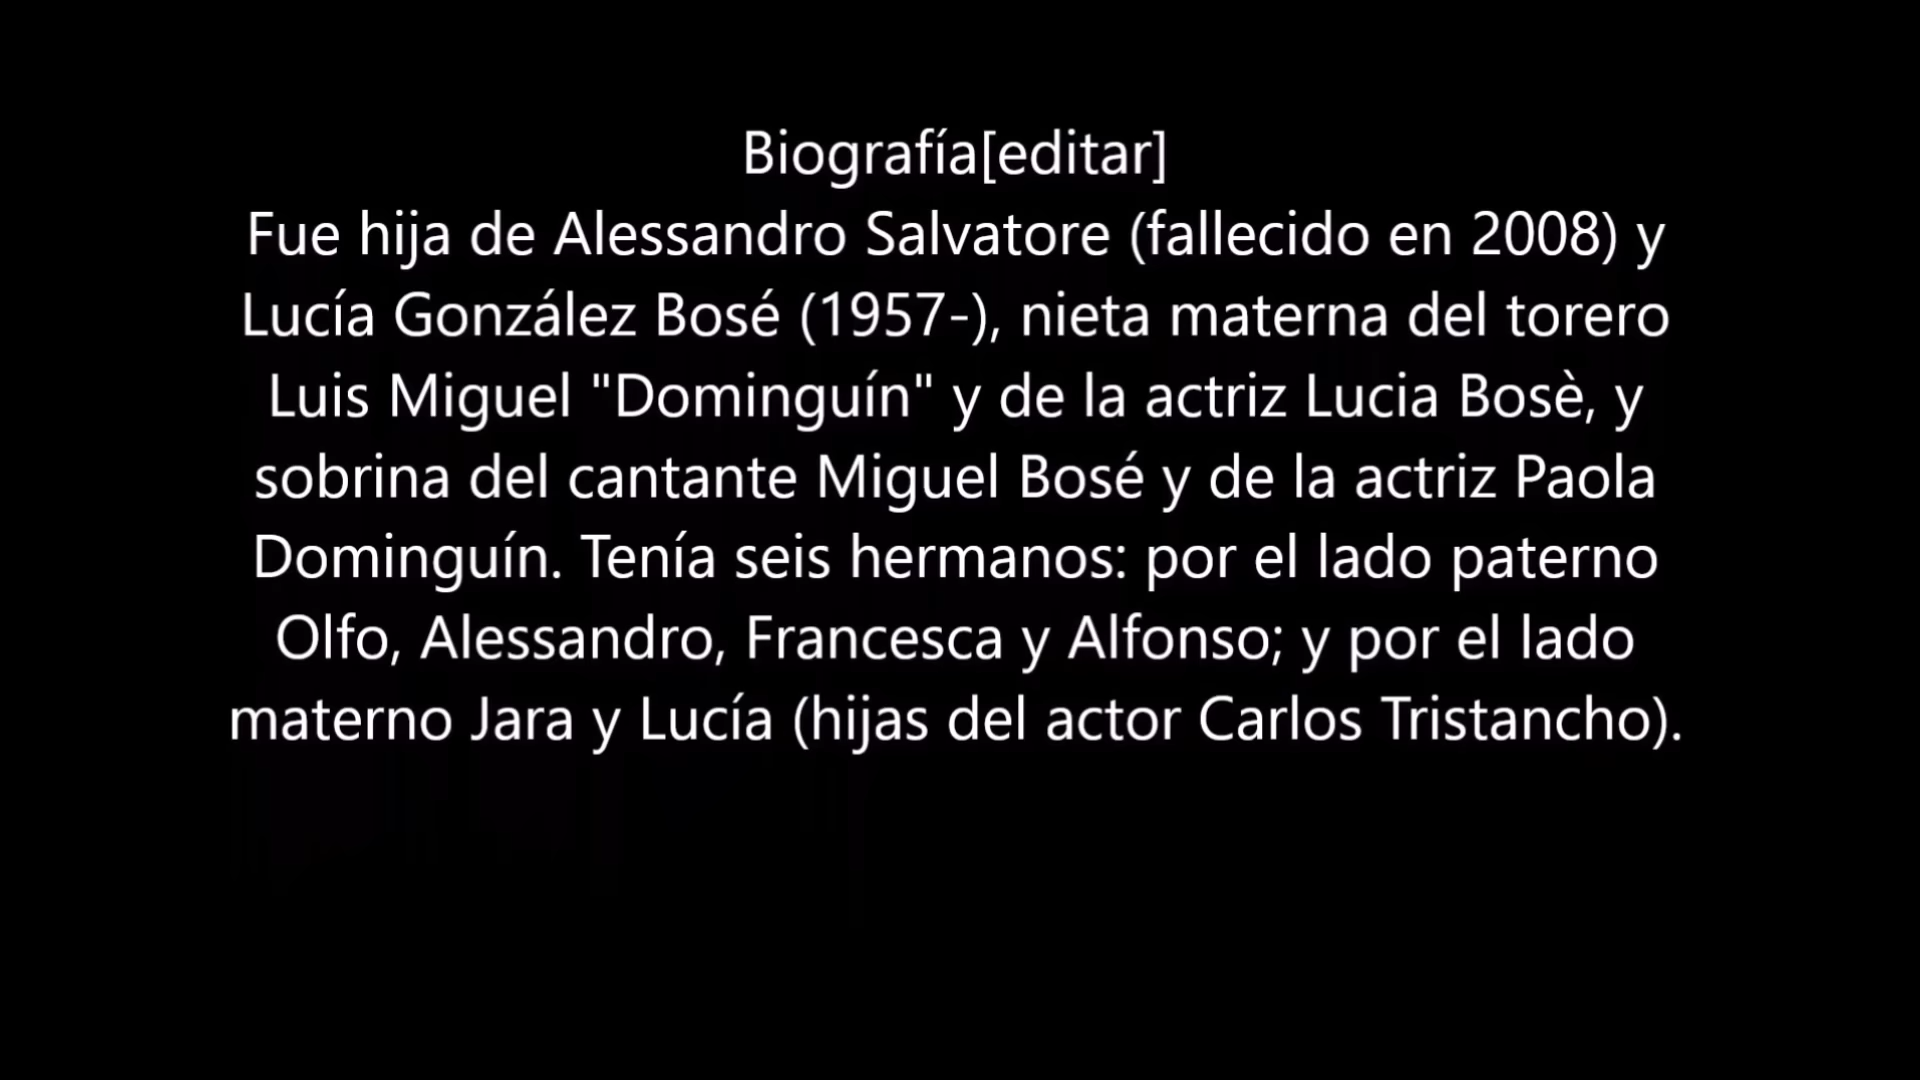 Biografía[editar]
Fue hija de Alessandro Salvatore (fallecido en 2008) y
Lucía González Bosé (1957-), nieta materna del torero
Luis Miguel "Dominguín" y de la actriz Lucia Bosè, y
sobrina del cantante Miguel Bosé y de la actriz Paola
Dominguín. Tenía seis hermanos: por el lado paterno
Olfo, Alessandro, Francesca y Alfonso; y por el lado
materno Jara y Lucía (hijas del actor Carlos Tristancho).